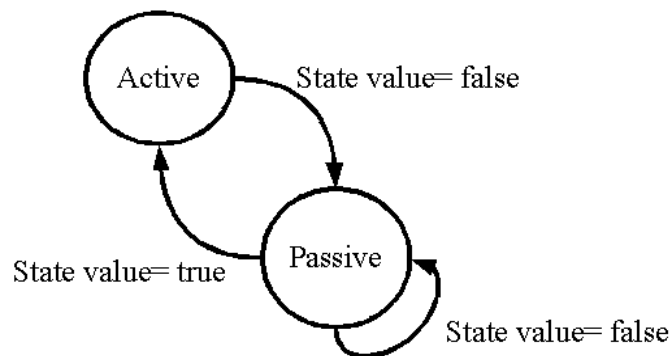 Active
State value= false
State value= true
Passive
State value= false